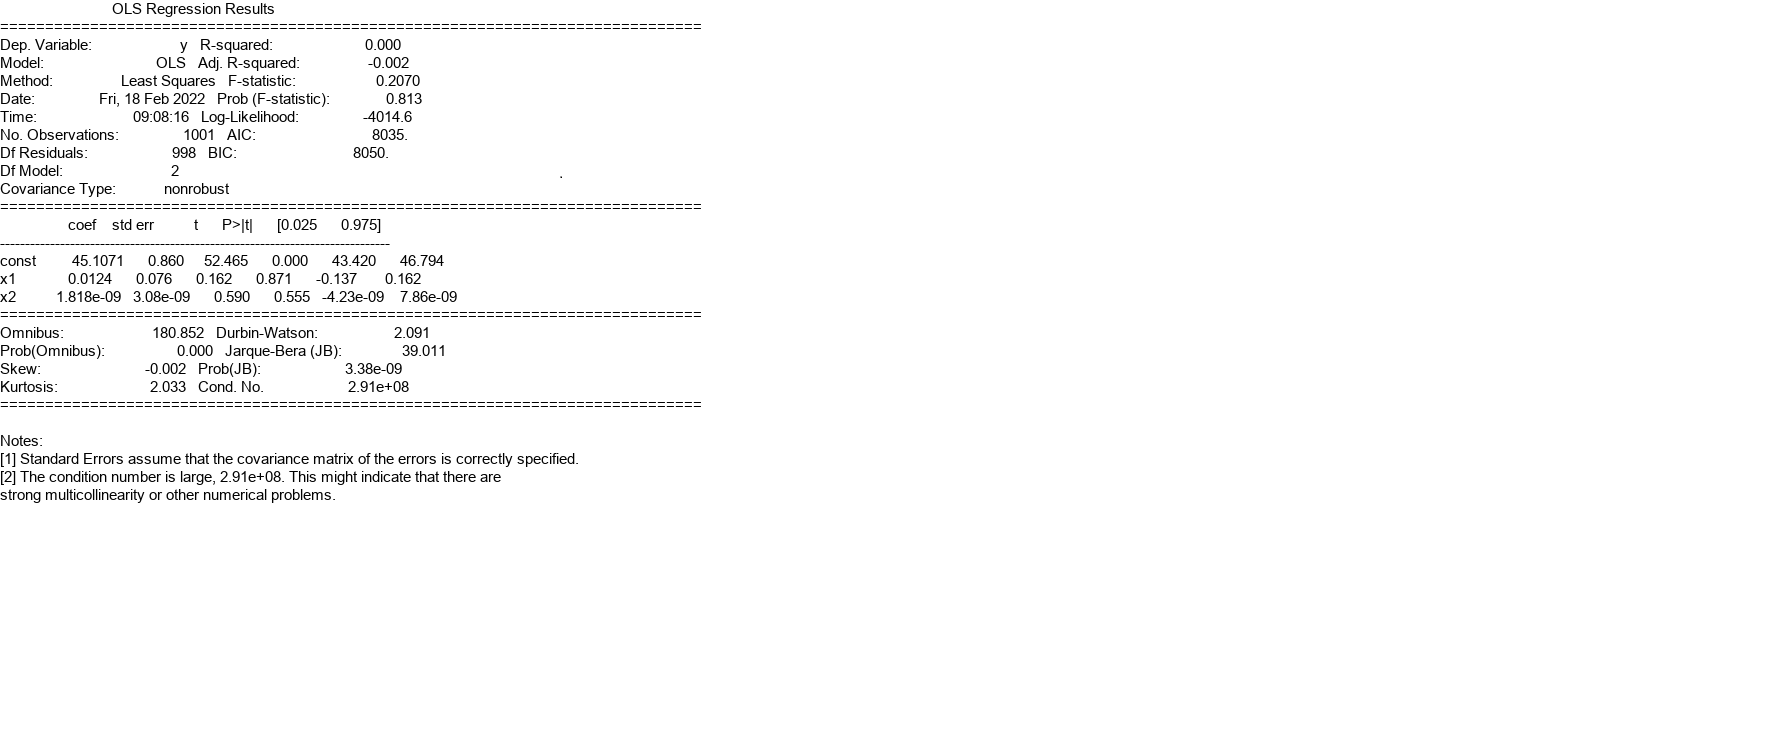 OLS Regression Results
==============================================================================
Dep. Variable: y R-squared: 0.000
Model: OLS Adj. R-squared: -0.002
Method: Least Squares F-statistic: 0.2070
Date: Fri, 18 Feb 2022 Prob (F-statistic): 0.813
Time: 09:08:16 Log-Likelihood: -4014.6
No. Observations: 1001 AIC: 8035.
Df Residuals: 998 BIC: 8050.
Df Model: 2 .
Covariance Type: nonrobust
==============================================================================
coef std err t P>|t| [0.025 0.975]
------------------------------------------------------------------------------
const 45.1071 0.860 52.465 0.000 43.420 46.794
x1 0.0124 0.076 0.162 0.871 -0.137 0.162
x2 1.818e-09 3.08e-09 0.590 0.555 -4.23e-09 7.86e-09
==============================================================================
Omnibus: 180.852 Durbin-Watson: 2.091
Prob(Omnibus): 0.000 Jarque-Bera (JB): 39.011
Skew: -0.002 Prob(JB): 3.38e-09
Kurtosis: 2.033 Cond. No. 2.91e+08
==============================================================================
Notes:
[1] Standard Errors assume that the covariance matrix of the errors is correctly specified.
[2] The condition number is large, 2.91e+08. This might indicate that there are
strong multicollinearity or other numerical problems.